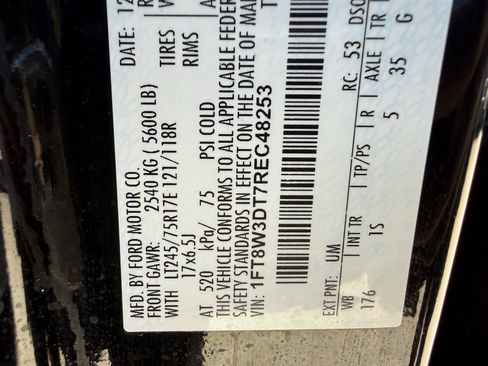 DATE: 12
MFD. BY FORD MOTOR CO.
FRONT GAWR: 2540 KG ( 5600 LB)
WITH LT245/75R17E 121/118R TIRES
17x6.5J RIMS
AT 520 kPa/ 75 PSI COLD
THIS VEHICLE CONFORMS TO ALL APPLICABLE FEDER
SAFETY STANDARDS IN EFFECT ON THE DATE OF MAN
VIN: 1FT8W3DT7REC48253
EXT PNT: UM RC: 53 DSO
WB INT TR TP/PS R AXLE TR
176 1S 5 35 G